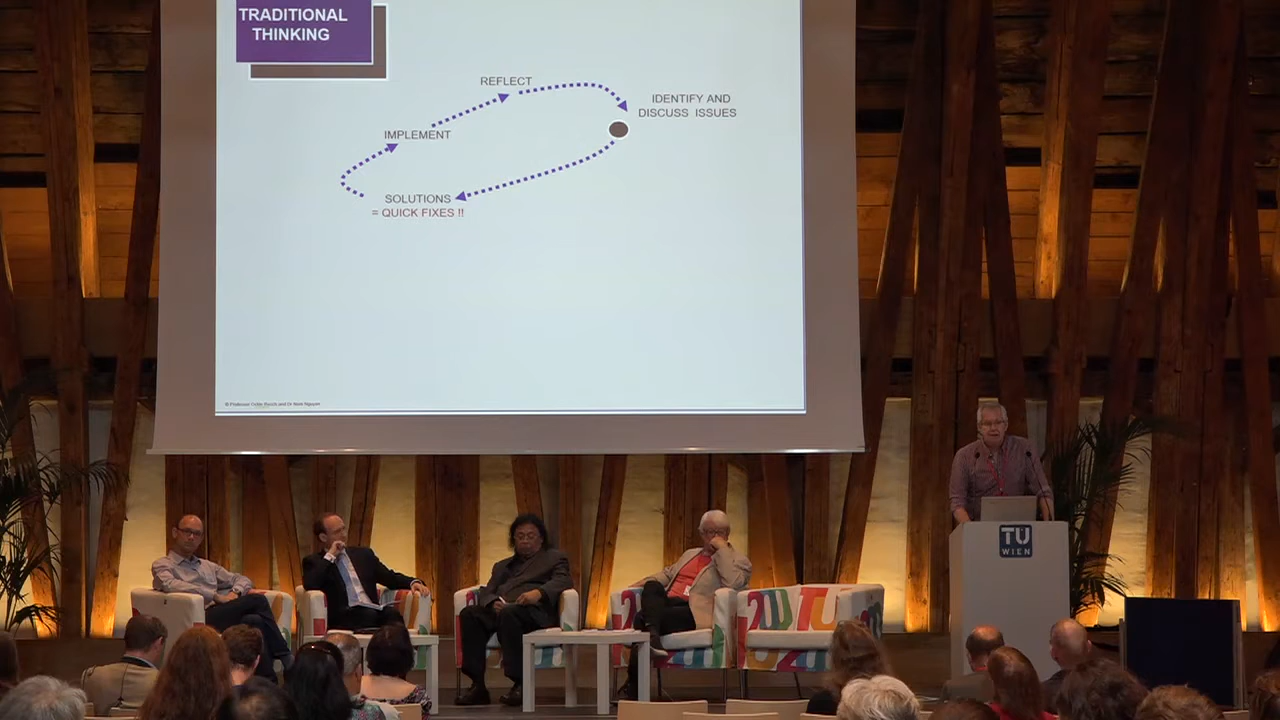 TRADITIONAL
THINKING
REFLECT
IDENTIFY AND
DISCUSS ISSUES
IMPLEMENT
SOLUTIONS
= QUICK FIXES !!
TU
WIEN